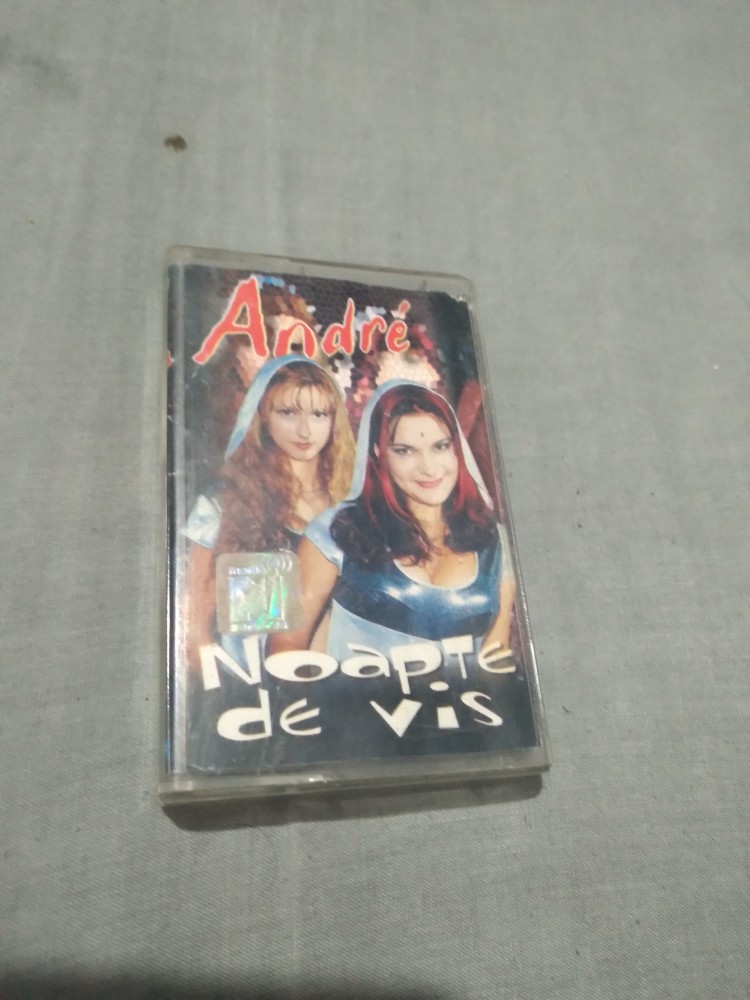 André
Noapte
de vis